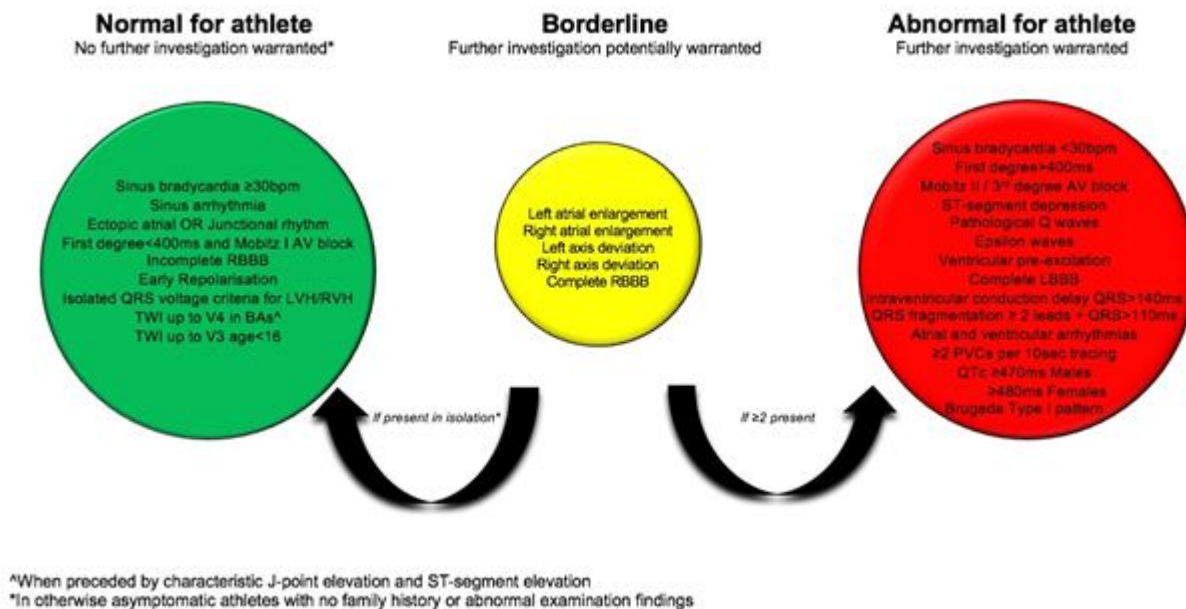 Normal for athlete
No further investigation warranted*
Borderline
Further investigation potentially warranted
Abnormal for athlete
Further investigation warranted
Sinus bradycardia ≥30bpm
Sinus arrhythmia
Ectopic atrial OR Junctional rhythm
First degree<400ms and Mobitz I AV block
Incomplete RBBB
Early Repolarisation
Isolated QRS voltage criteria for LVH/RVH
TWI up to V4 in BAs^
TWI up to V3 age<16
Left atrial enlargement
Right atrial enlargement
Left axis deviation
Right axis deviation
Complete RBBB
Sinus bradycardia <30bpm
First degree>400ms
Mobitz II / 3rd degree AV block
ST-segment depression
Pathological Q waves
Epsilon waves
Ventricular pre-excitation
Complete LBBB
Intraventricular conduction delay QRS>140ms
QRS fragmentation ≥ 2 leads + QRS>110ms
Atrial and ventricular arrhythmias
≥2 PVCs per 10sec tracing
QTc ≥470ms Males
≥480ms Females
Brugada Type I pattern
If present in isolation*
If ≥2 present
^When preceded by characteristic J-point elevation and ST-segment elevation
*In otherwise asymptomatic athletes with no family history or abnormal examination findings